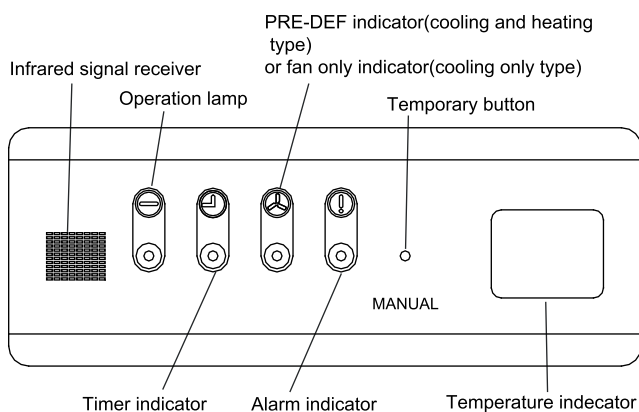 PRE-DEF indicator(cooling and heating
type)
or fan only indicator(cooling only type)
Infrared signal receiver
Operation lamp
Temporary button
MANUAL
Timer indicator
Alarm indicator
Temperature indecator